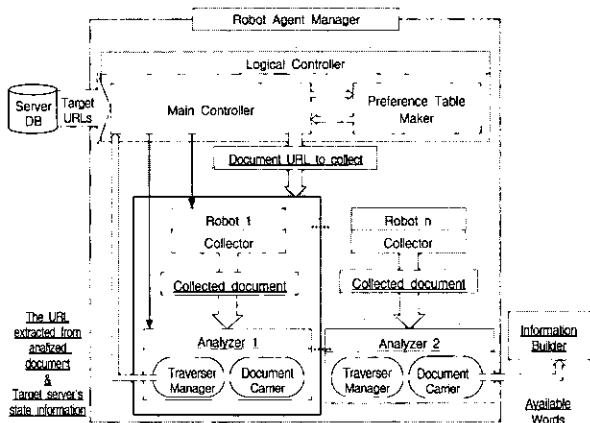 Robot Agent Manager
Logical Controller
Server
DB
Target
URLs
Main Controller
Preference Table
Maker
Document URL to collect
Robot 1
Collector
Robot n
Collector
Collected document
Collected document
The URL
extracted from
analized
document
&
Target server's
state information
Analyzer 1
Traverser
Manager
Document
Carrier
Analyzer 2
Traverser
Manager
Document
Carrier
Information
Builder
Available
Words